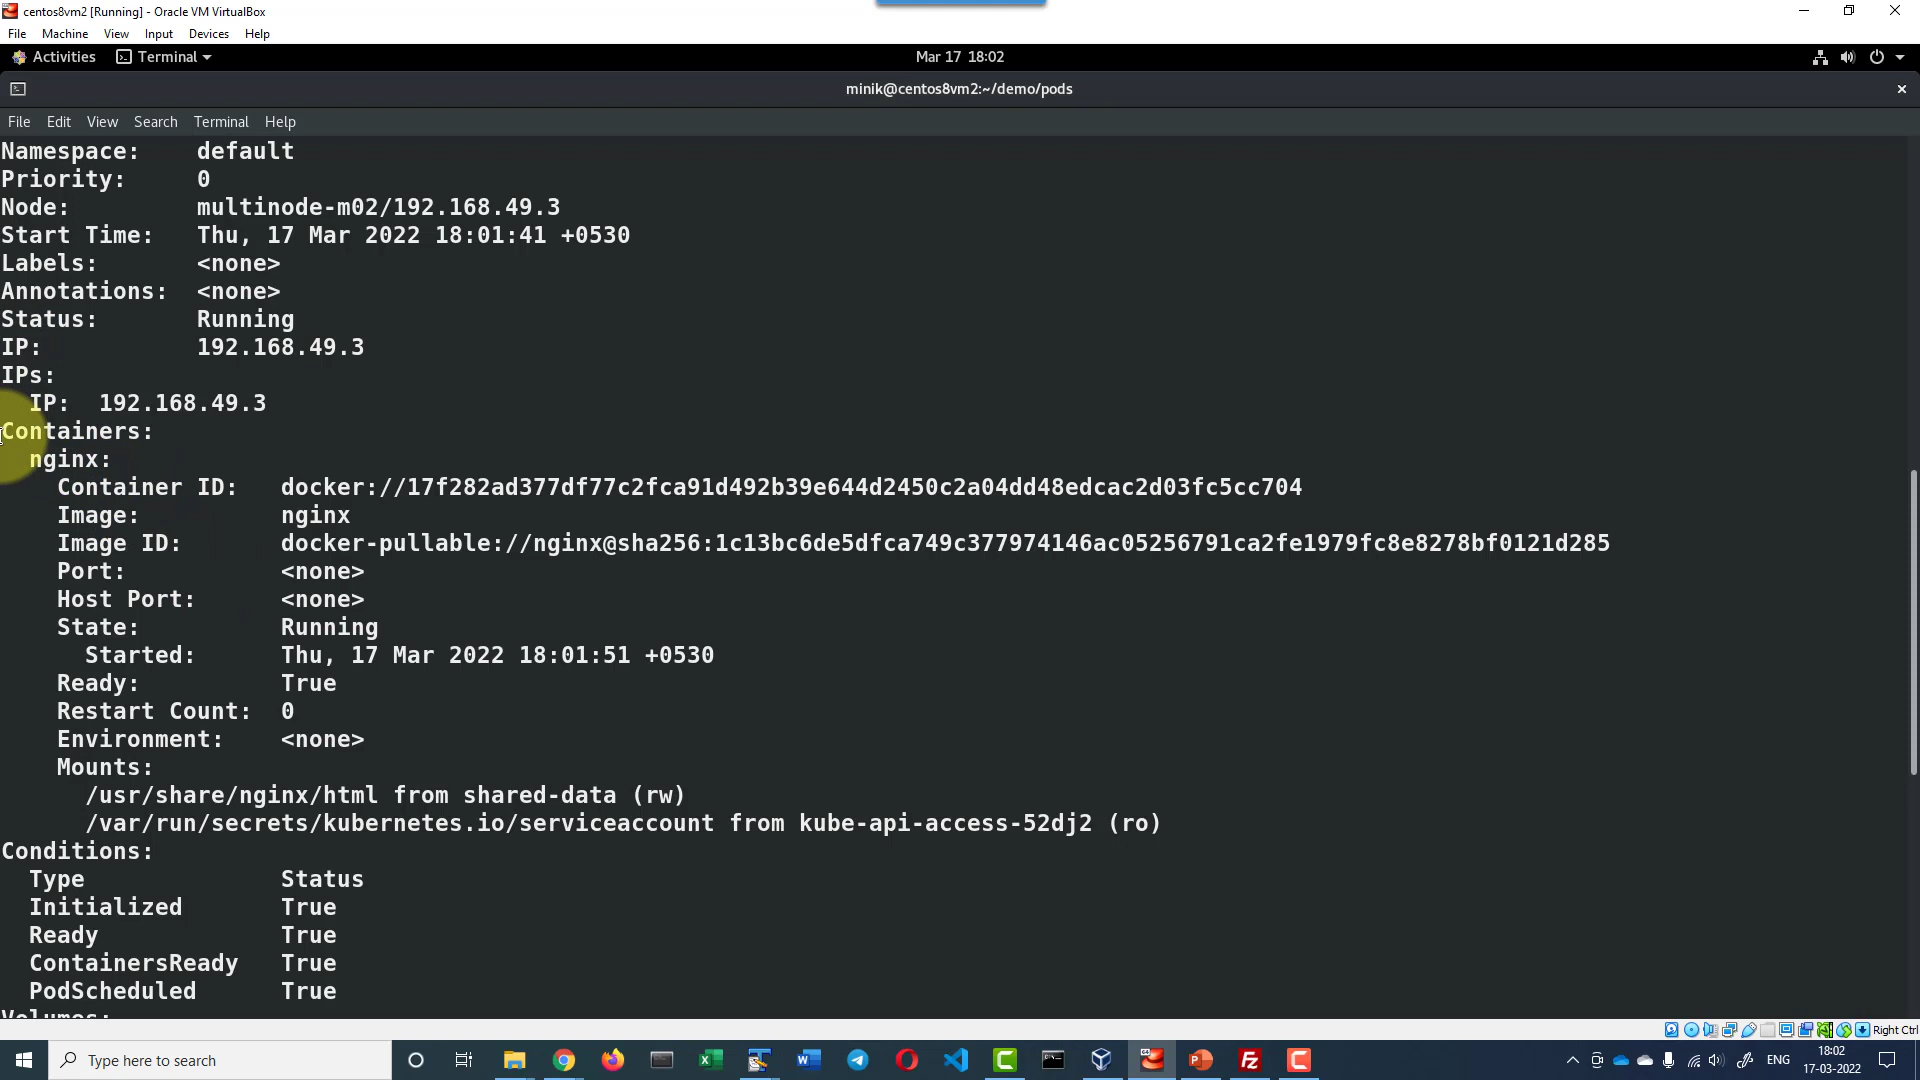 centos8vm2 [Running] - Oracle VM VirtualBox
File Machine View Input Devices Help
Activities Terminal Mar 17 18:02
minik@centos8vm2:~/demo/pods
File Edit View Search Terminal Help
Namespace: default
Priority: 0
Node: multinode-m02/192.168.49.3
Start Time: Thu, 17 Mar 2022 18:01:41 +0530
Labels: <none>
Annotations: <none>
Status: Running
IP: 192.168.49.3
IPs:
IP: 192.168.49.3
Containers:
nginx:
Container ID: docker://17f282ad377df77c2fca91d492b39e644d2450c2a04dd48edcac2d03fc5cc704
Image: nginx
Image ID: docker-pullable://nginx@sha256:1c13bc6de5dfca749c377974146ac05256791ca2fe1979fc8e8278bf0121d285
Port: <none>
Host Port: <none>
State: Running
Started: Thu, 17 Mar 2022 18:01:51 +0530
Ready: True
Restart Count: 0
Environment: <none>
Mounts:
/usr/share/nginx/html from shared-data (rw)
/var/run/secrets/kubernetes.io/serviceaccount from kube-api-access-52dj2 (ro)
Conditions:
Type Status
Initialized True
Ready True
ContainersReady True
PodScheduled True
Volumes:
Right Ctrl
Type here to search
ENG
18:02
17-03-2022